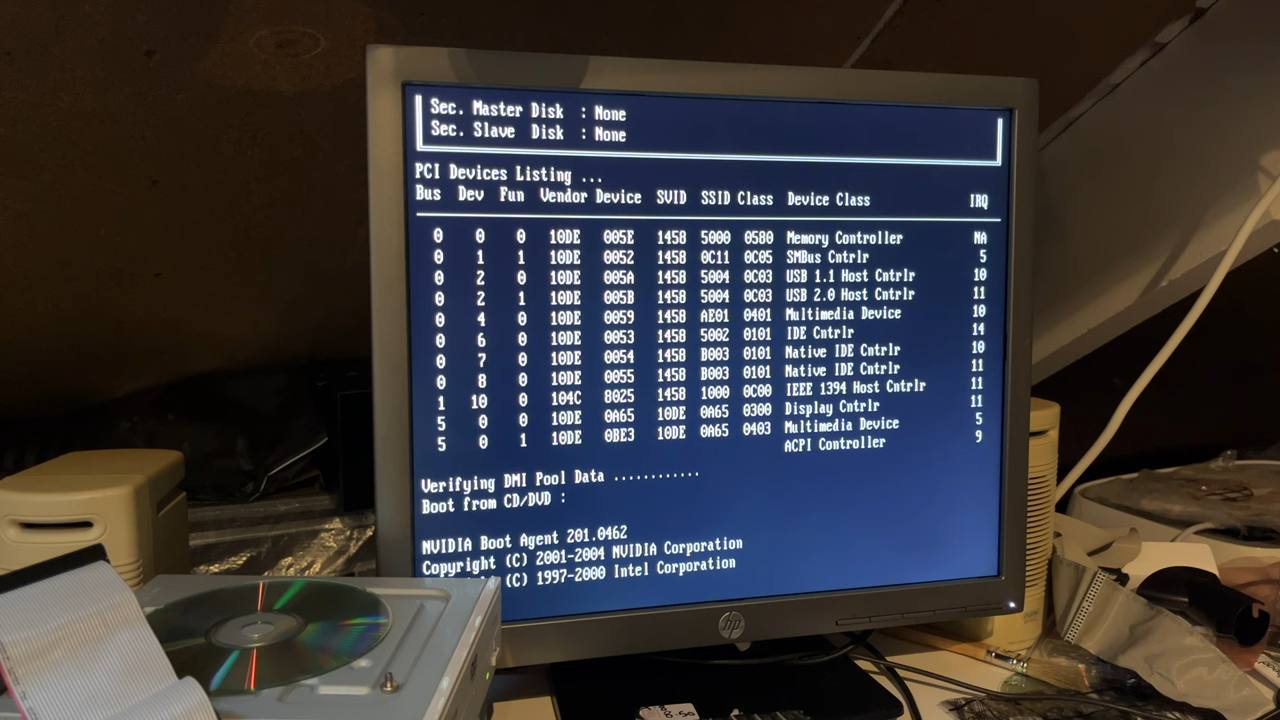 Sec. Master Disk : None
Sec. Slave Disk : None
PCI Devices Listing ...
Bus Dev Fun Vendor Device SVID SSID Class Device Class IRQ
0 0 0 10DE 005E 1458 5000 0580 Memory Controller NA
0 1 1 10DE 0052 1458 0C11 0C05 SMBus Cntrlr 5
0 2 0 10DE 005A 1458 5004 0C03 USB 1.1 Host Cntrlr 10
0 2 1 10DE 005B 1458 5004 0C03 USB 2.0 Host Cntrlr 11
0 4 0 10DE 0059 1458 AE01 0401 Multimedia Device 10
0 6 0 10DE 0053 1458 5002 0101 IDE Cntrlr 14
0 7 0 10DE 0054 1458 B003 0101 Native IDE Cntrlr 10
0 8 0 10DE 0055 1458 B003 0101 Native IDE Cntrlr 11
1 10 0 104C 8025 1458 1000 0C00 IEEE 1394 Host Cntrlr 11
5 0 0 10DE 0A65 10DE 0A65 0300 Display Cntrlr 11
5 0 1 10DE 0BE3 10DE 0A65 0403 Multimedia Device 5
ACPI Controller 9
Verifying DMI Pool Data ............
Boot from CD/DVD :
NVIDIA Boot Agent 201.0462
Copyright (C) 2001-2004 NVIDIA Corporation
(C) 1997-2000 Intel Corporation
hp
8.50